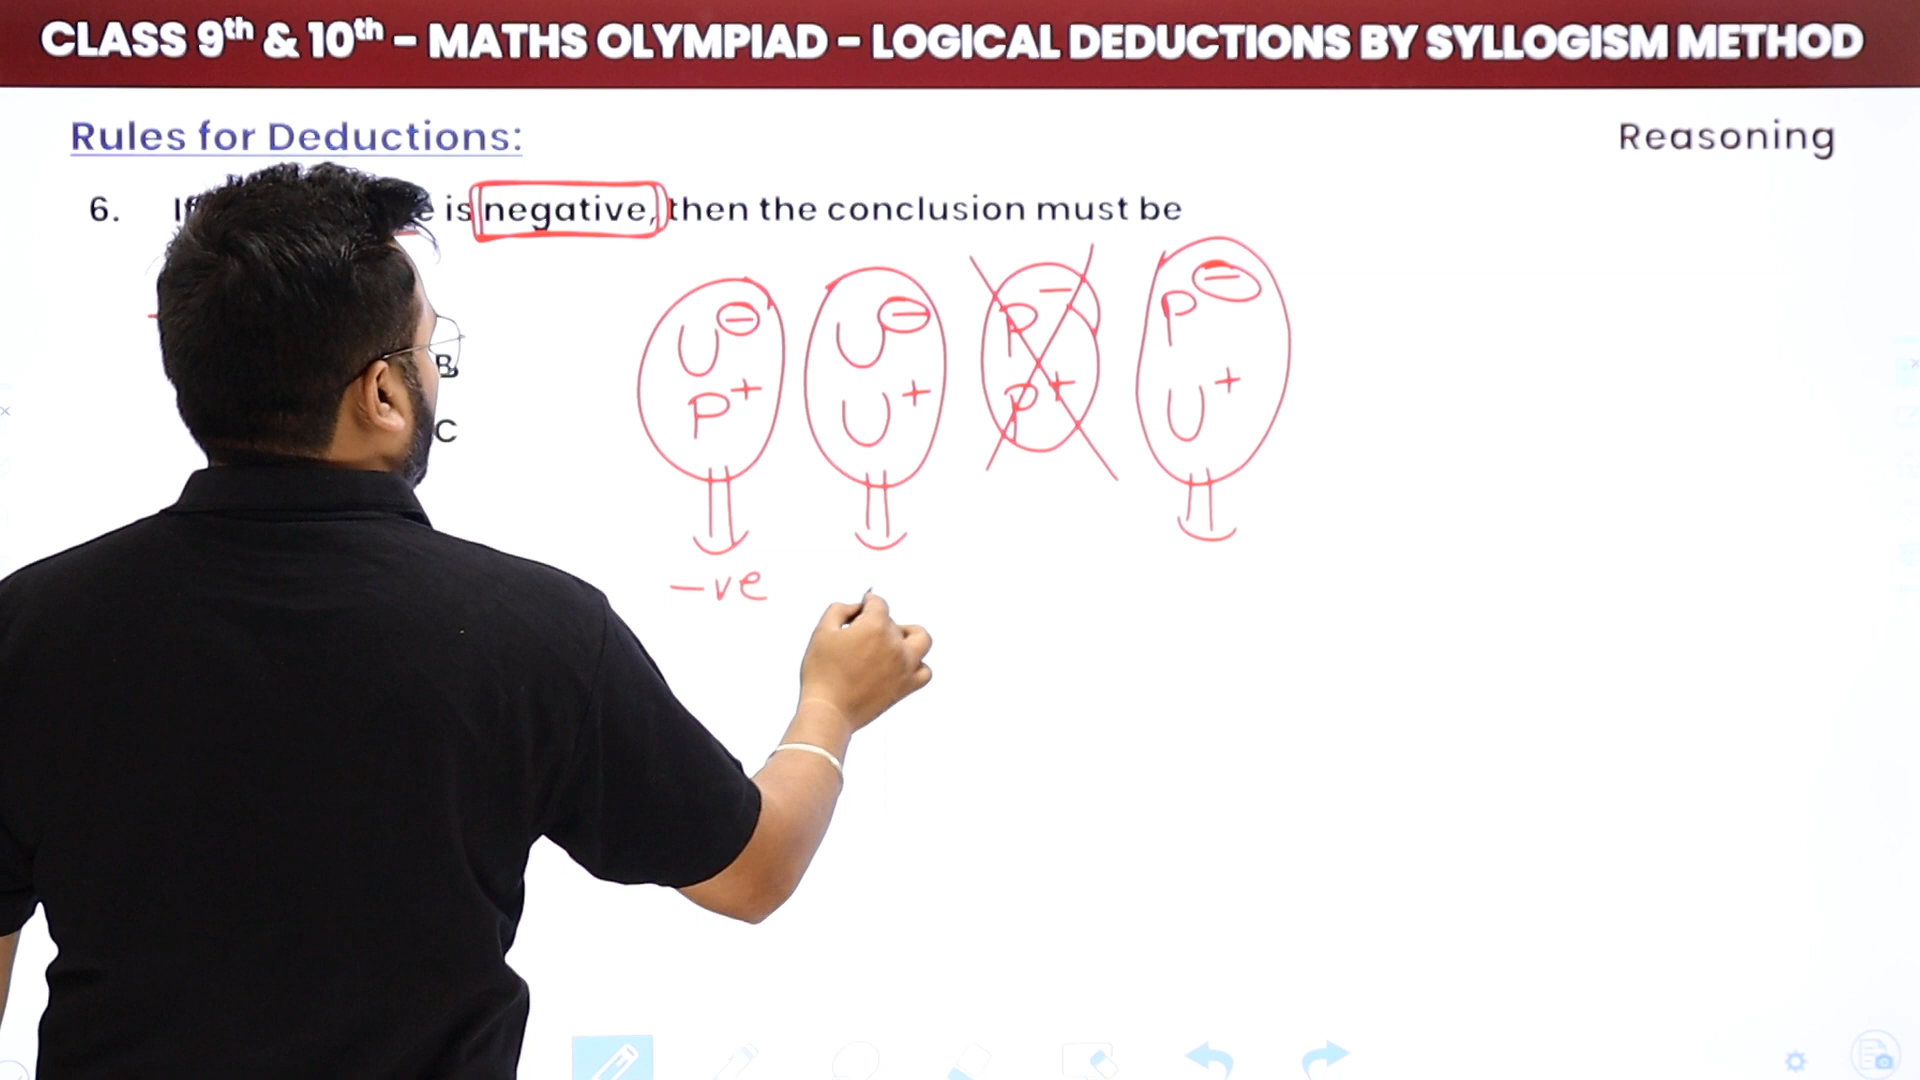 CLASS 9th & 10th - MATHS OLYMPIAD - LOGICAL DEDUCTIONS BY SYLLOGISM METHOD
Rules for Deductions:
Reasoning
6. If is negative, then the conclusion must be
B
C
U⁻ U⁻ P⁻ P⁻
P⁺ U⁺ P⁺ U⁺
-ve